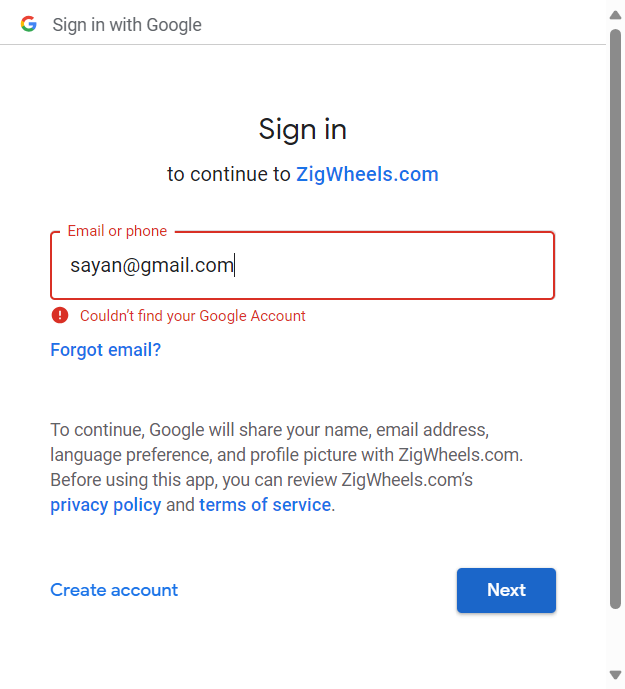 Sign in with Google
Sign in
to continue to ZigWheels.com
Email or phone
sayan@gmail.com
Couldn't find your Google Account
Forgot email?
To continue, Google will share your name, email address,
language preference, and profile picture with ZigWheels.com.
Before using this app, you can review ZigWheels.com's
privacy policy and terms of service.
Create account
Next